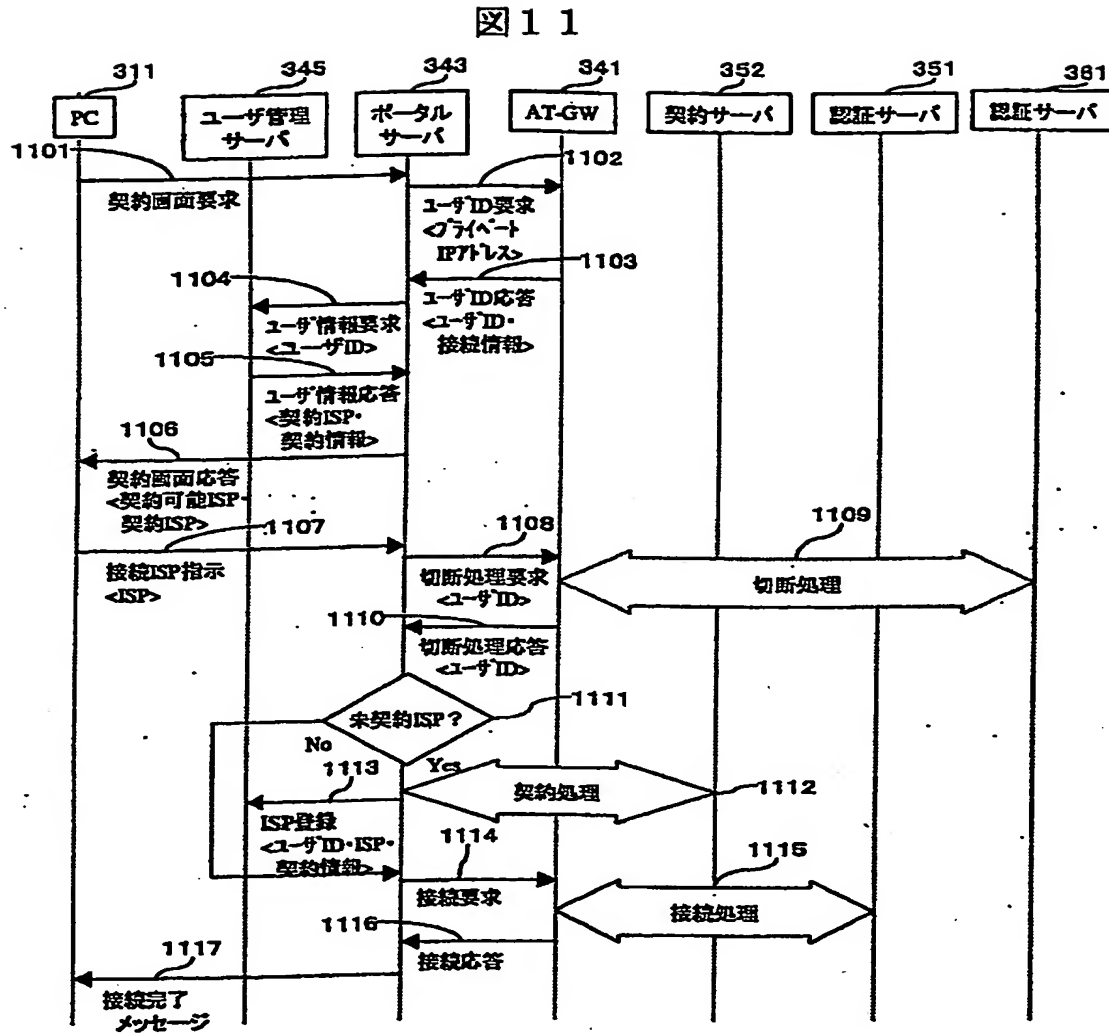 図11
311
345
343
341
352
351
361
PC
ユーザ管理
サーバ
ポータル
サーバ
AT-GW
契約サーバ
認証サーバ
認証サーバ
1101
契約画面要求
1102
ユーザID要求
<プライベート
IPアドレス>
1103
ユーザID応答
<ユーザID・
接続情報>
1104
ユーザ情報要求
<ユーザID>
1105
ユーザ情報応答
<契約ISP・
契約情報>
1106
契約画面応答
<契約可能ISP・
契約ISP>
1107
接続ISP指示
<ISP>
1108
切断処理要求
<ユーザID>
1109
切断処理
1110
切断処理応答
<ユーザID>
未契約ISP?
1111
No
Yes
契約処理
1112
1113
ISP登録
<ユーザID・ISP・
契約情報>
1114
接続要求
1115
接続処理
1116
接続応答
1117
接続完了
メッセージ